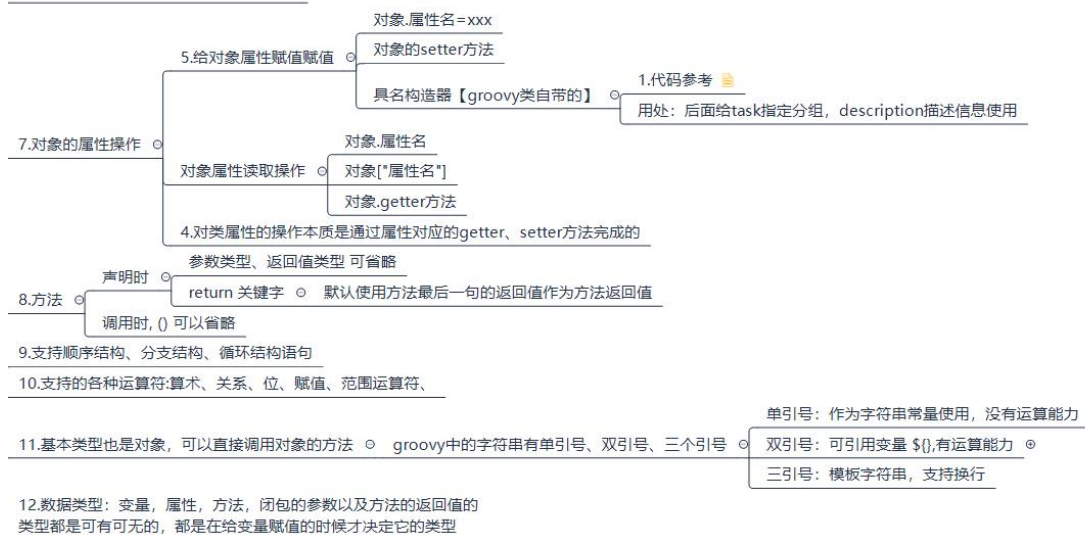 对象.属性名=xxx
5.给对象属性赋值赋值
对象的setter方法
具名构造器【groovy类自带的】
1.代码参考
用处：后面给task指定分组，description描述信息使用
7.对象的属性操作
对象属性读取操作
对象.属性名
对象["属性名"]
对象.getter方法
4.对类属性的操作本质是通过属性对应的getter、setter方法完成的
8.方法
声明时
参数类型、返回值类型 可省略
return 关键字
默认使用方法最后一句的返回值作为方法返回值
调用时, () 可以省略
9.支持顺序结构、分支结构、循环结构语句
10.支持的各种运算符:算术、关系、位、赋值、范围运算符、
11.基本类型也是对象，可以直接调用对象的方法
groovy中的字符串有单引号、双引号、三个引号
单引号：作为字符串常量使用，没有运算能力
双引号：可引用变量 ${},有运算能力
三引号：模板字符串，支持换行
12.数据类型：变量，属性，方法，闭包的参数以及方法的返回值的
类型都是可有可无的，都是在给变量赋值的时候才决定它的类型